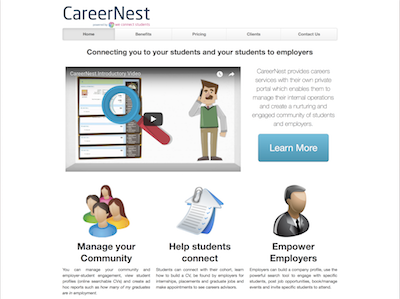 CareerNest
powered by we connect students
Home Benefits Pricing Clients Contact Us
Connecting you to your students and your students to employers
CareerNest Introductory Video
CareerNest provides careers
services with their own private
portal which enables them to
manage their internal operations
and create a nurturing and
engaged community of students
and employers.
Learn More
Manage your
Community
Help students
connect
Empower
Employers
You can manage your community and
employer-student engagement, view student
profiles (online searchable CVs) and create ad
hoc reports such as how many of my graduates
are in employment.
Students can connect with their cohort, learn
how to build a CV, be found by employers for
internships, placements and graduate jobs and
make appointments to see careers advisors.
Employers can build a company profile, use the
powerful search tool to engage with specific
students, post job opportunities, book/manage
events and invite specific students to attend.